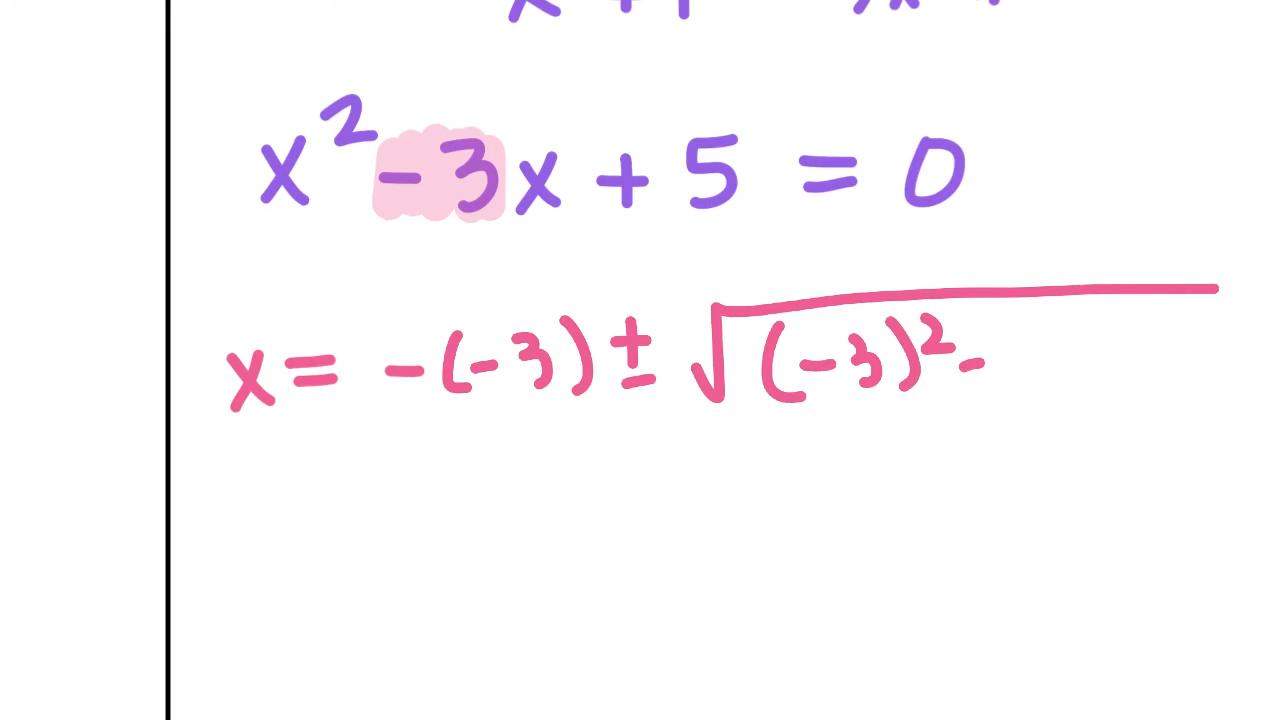 x² - 3x + 5 = 0
x = -(-3) ± √(-3)² -